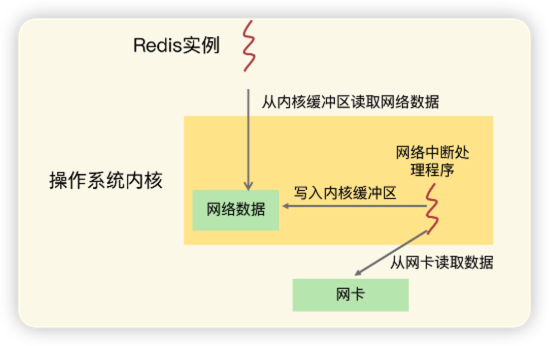 Redis实例
从内核缓冲区读取网络数据
操作系统内核
网络中断处
理程序
写入内核缓冲区
网络数据
从网卡读取数据
网卡